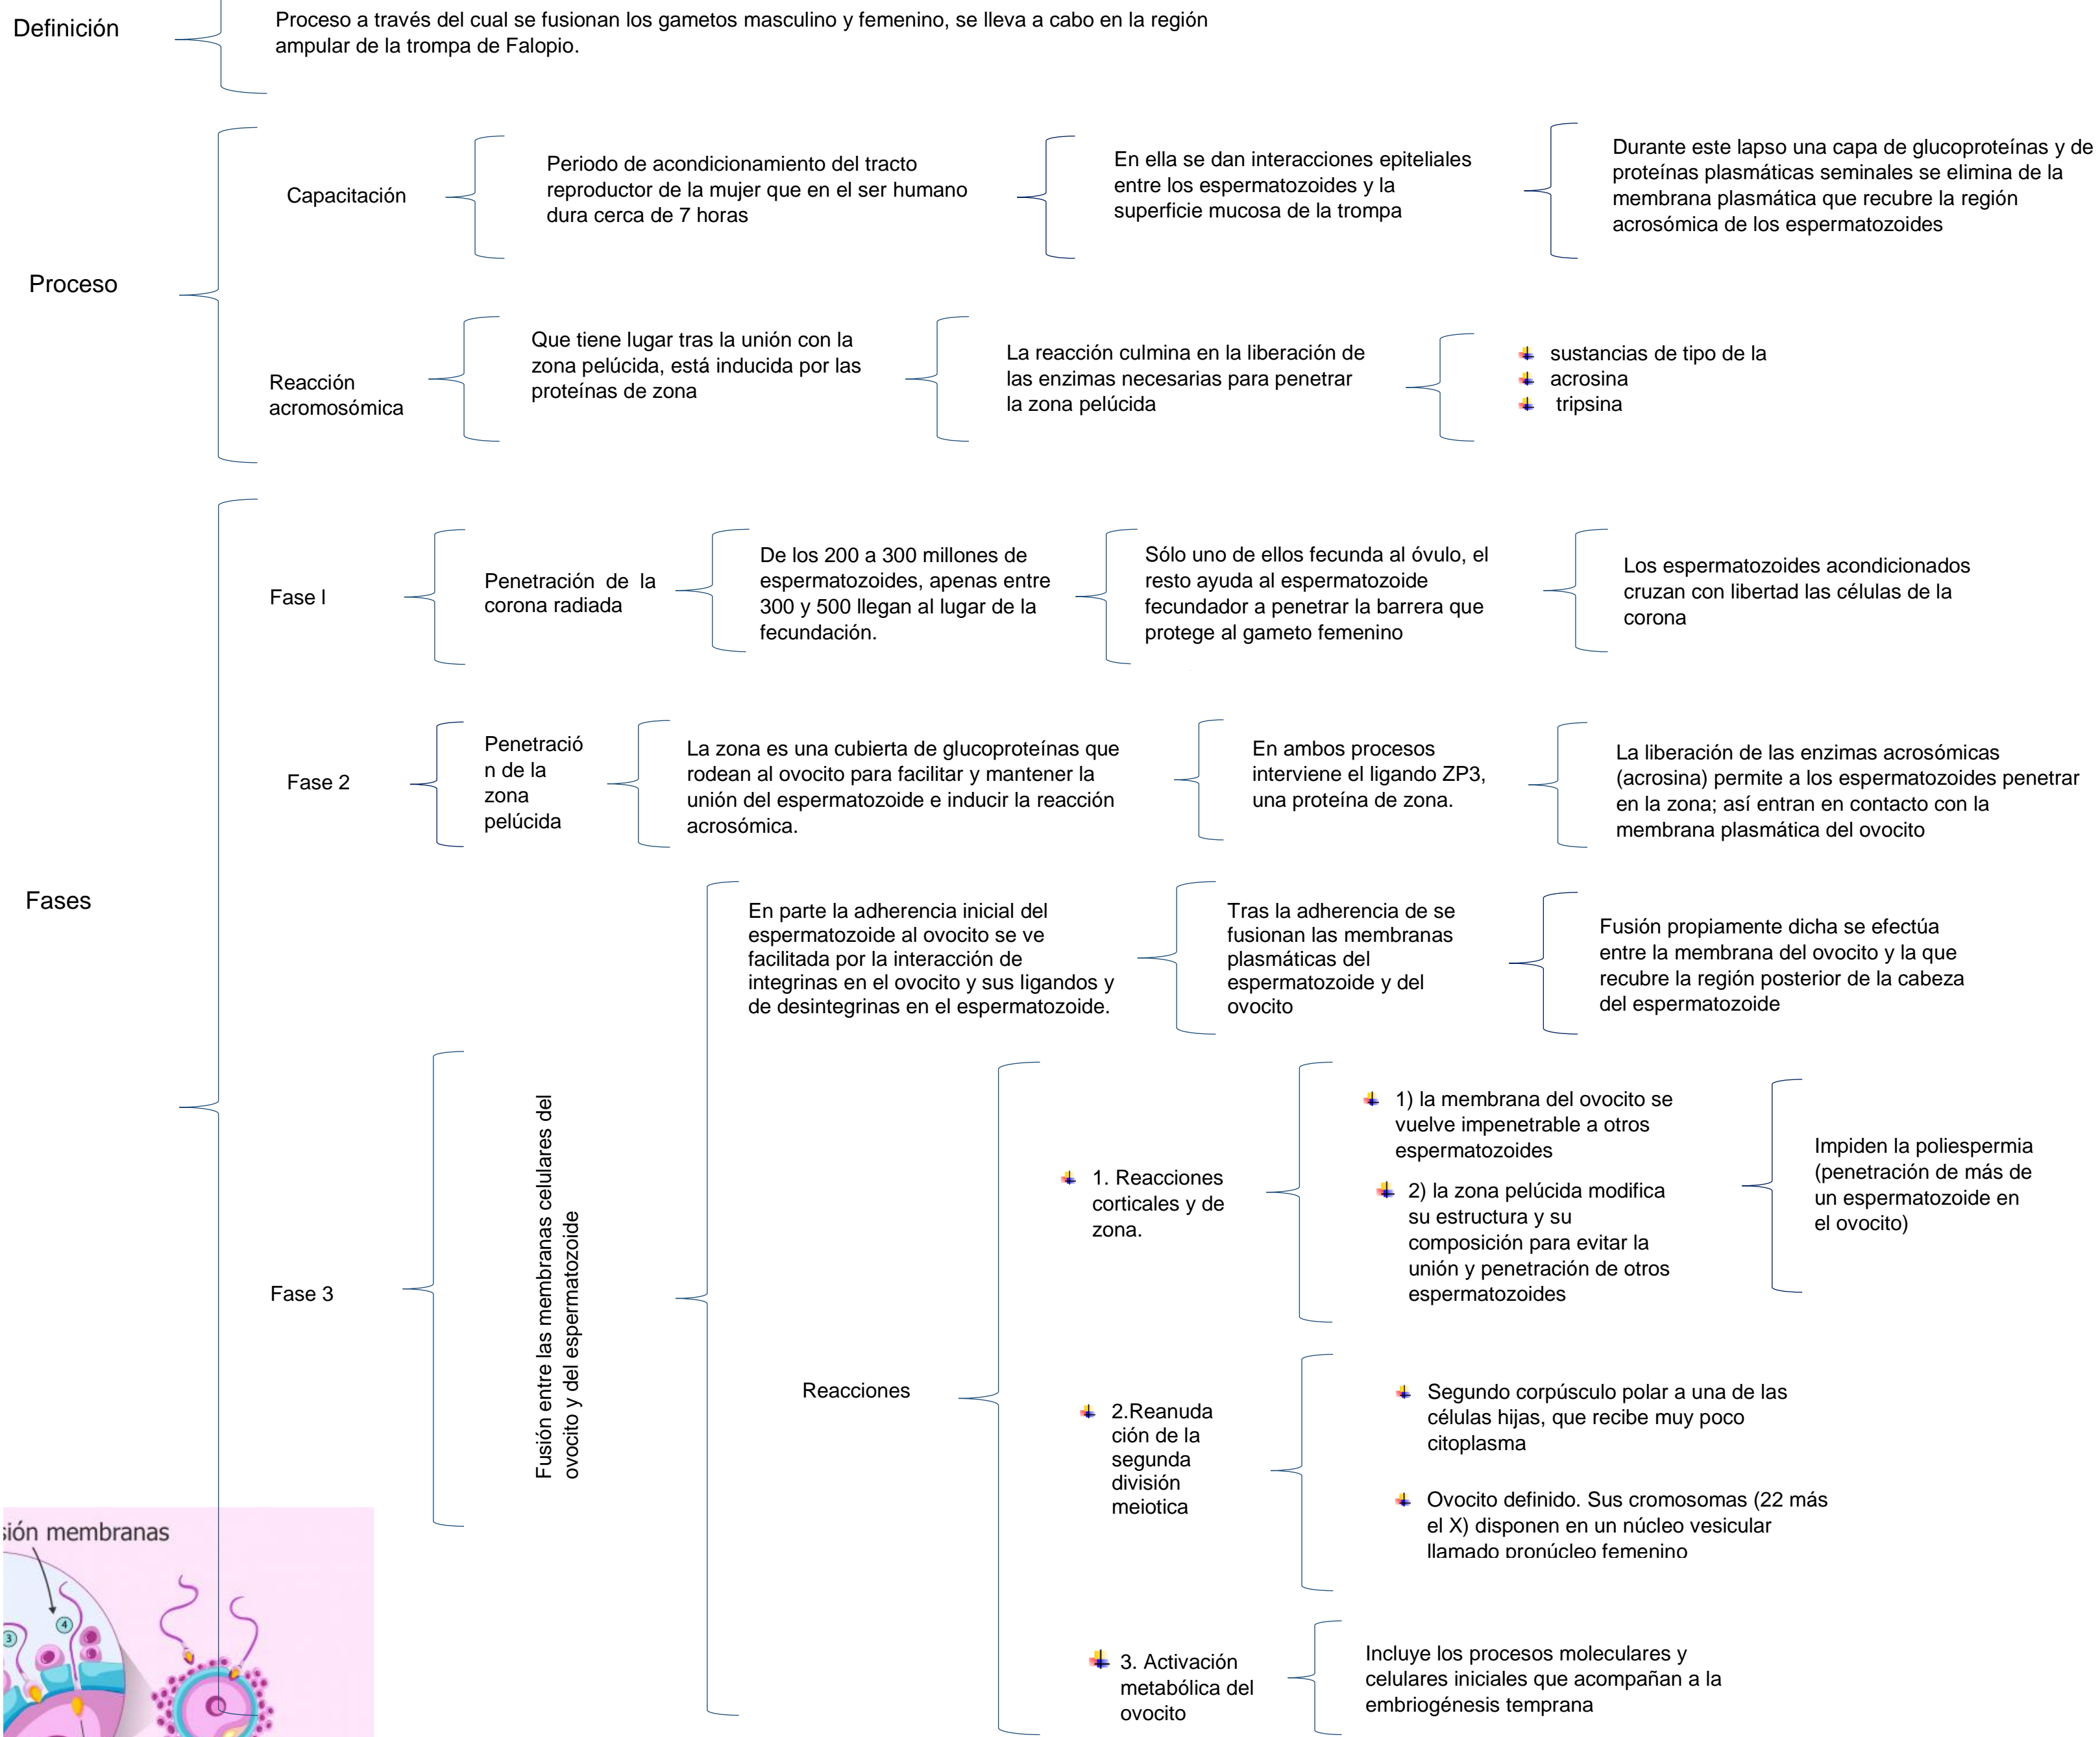 Definición
Proceso a través del cual se fusionan los gametos masculino y femenino, se lleva a cabo en la región
ampular de la trompa de Falopio.
Proceso
Capacitación
Periodo de acondicionamiento del tracto
reproductor de la mujer que en el ser humano
dura cerca de 7 horas
En ella se dan interacciones epiteliales
entre los espermatozoides y la
superficie mucosa de la trompa
Durante este lapso una capa de glucoproteínas y de
proteínas plasmáticas seminales se elimina de la
membrana plasmática que recubre la región
acrosómica de los espermatozoides
Reacción
acromosómica
Que tiene lugar tras la unión con la
zona pelúcida, está inducida por las
proteínas de zona
La reacción culmina en la liberación de
las enzimas necesarias para penetrar
la zona pelúcida
sustancias de tipo de la
acrosina
tripsina
Fases
Fase I
Penetración de la
corona radiada
De los 200 a 300 millones de
espermatozoides, apenas entre
300 y 500 llegan al lugar de la
fecundación.
Sólo uno de ellos fecunda al óvulo, el
resto ayuda al espermatozoide
fecundador a penetrar la barrera que
protege al gameto femenino
Los espermatozoides acondicionados
cruzan con libertad las células de la
corona
Fase 2
Penetració
n de la
zona
pelúcida
La zona es una cubierta de glucoproteínas que
rodean al ovocito para facilitar y mantener la
unión del espermatozoide e inducir la reacción
acrosómica.
En ambos procesos
interviene el ligando ZP3,
una proteína de zona.
La liberación de las enzimas acrosómicas
(acrosina) permite a los espermatozoides penetrar
en la zona; así entran en contacto con la
membrana plasmática del ovocito
Fase 3
Fusión entre las membranas celulares del
ovocito y del espermatozoide
En parte la adherencia inicial del
espermatozoide al ovocito se ve
facilitada por la interacción de
integrinas en el ovocito y sus ligandos y
de desintegrinas en el espermatozoide.
Tras la adherencia de se
fusionan las membranas
plasmáticas del
espermatozoide y del
ovocito
Fusión propiamente dicha se efectúa
entre la membrana del ovocito y la que
recubre la región posterior de la cabeza
del espermatozoide
Reacciones
1. Reacciones
corticales y de
zona.
1) la membrana del ovocito se
vuelve impenetrable a otros
espermatozoides
2) la zona pelúcida modifica
su estructura y su
composición para evitar la
unión y penetración de otros
espermatozoides
Impiden la poliespermia
(penetración de más de
un espermatozoide en
el ovocito)
2.Reanuda
ción de la
segunda
división
meiotica
Segundo corpúsculo polar a una de las
células hijas, que recibe muy poco
citoplasma
Ovocito definido. Sus cromosomas (22 más
el X) disponen en un núcleo vesicular
llamado pronúcleo femenino
3. Activación
metabólica del
ovocito
Incluye los procesos moleculares y
celulares iniciales que acompañan a la
embriogénesis temprana
sión membranas
3
4